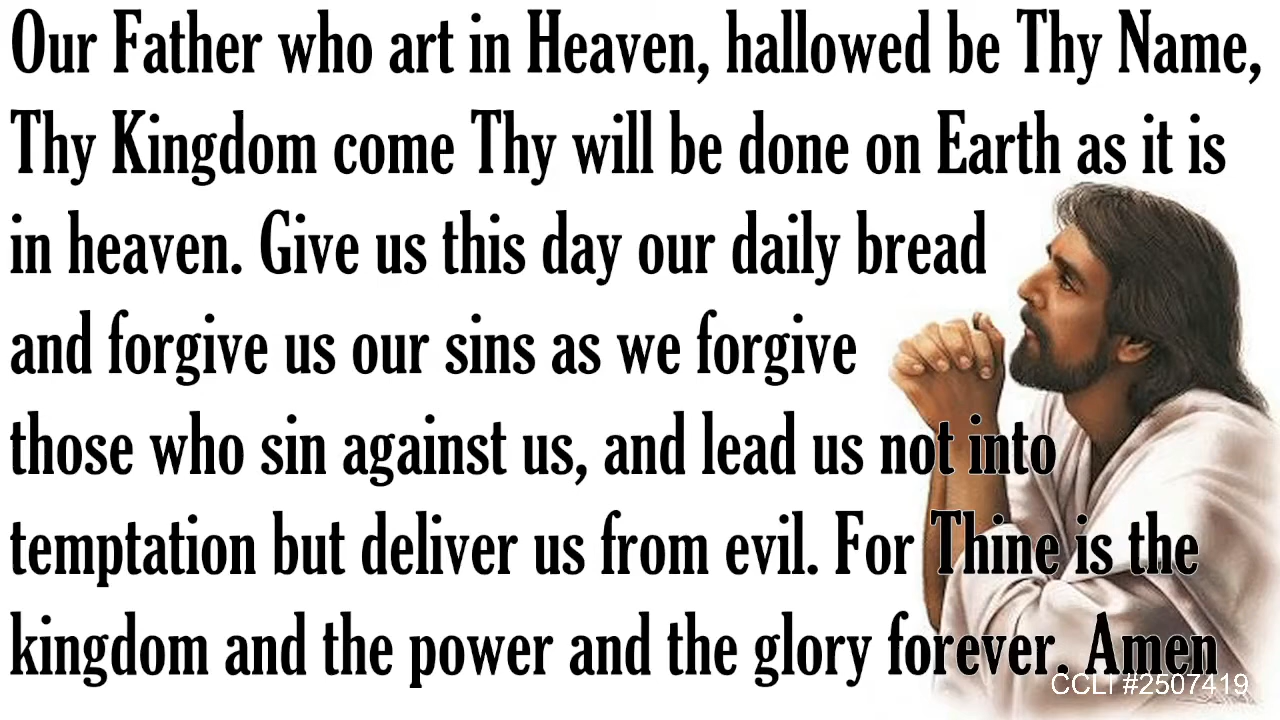 Our Father who art in Heaven, hallowed be Thy Name,
Thy Kingdom come Thy will be done on Earth as it is
in heaven. Give us this day our daily bread
and forgive us our sins as we forgive
those who sin against us, and lead us not into
temptation but deliver us from evil. For Thine is the
kingdom and the power and the glory forever. Amen
CCLI #2507419